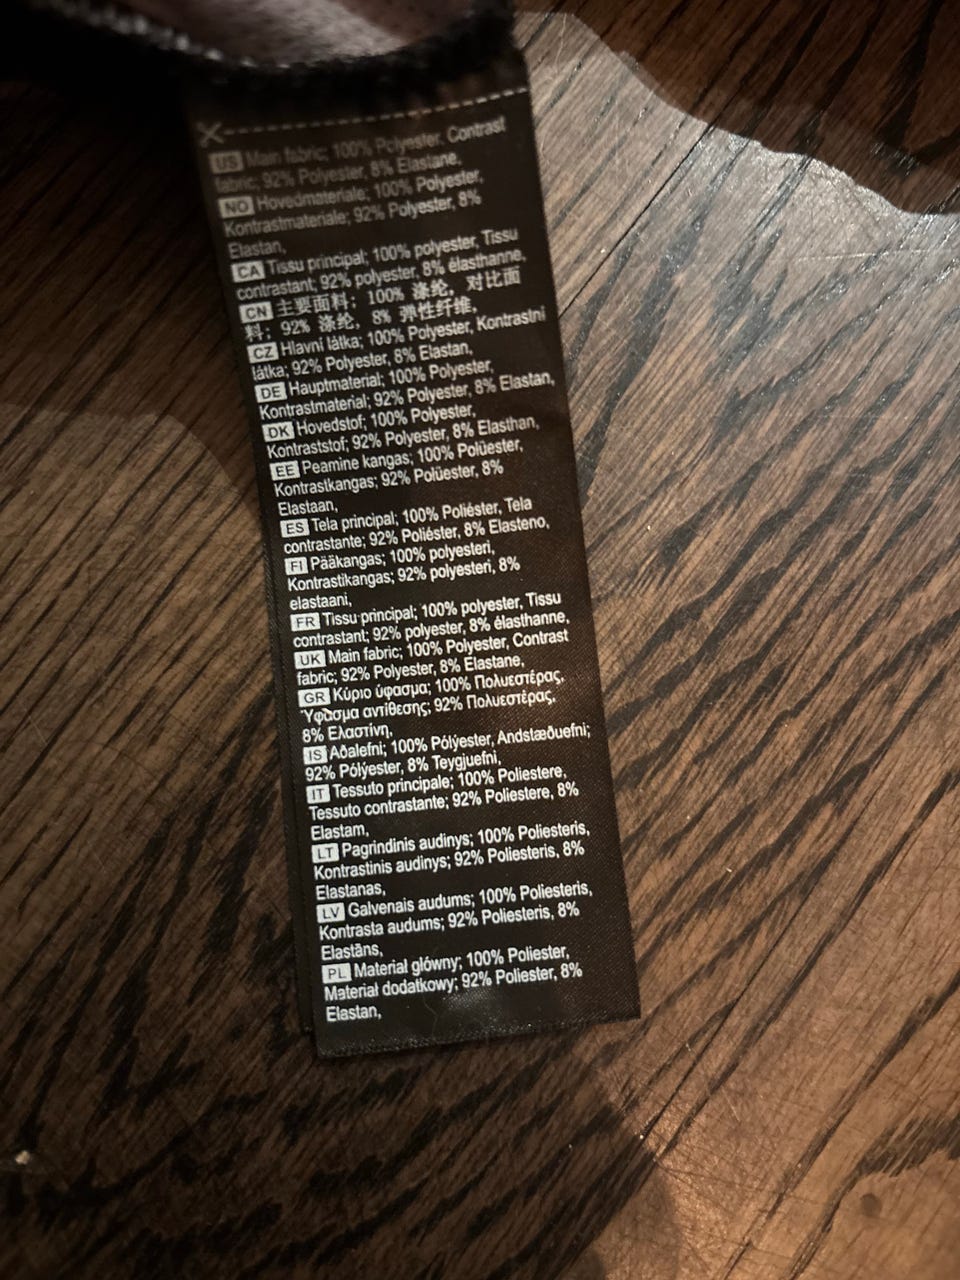 US Main fabric; 100% Polyester, Contrast
fabric; 92% Polyester, 8% Elastane,
NO Hovedmateriale; 100% Polyester,
Kontrastmateriale; 92% Polyester, 8%
Elastan,
CA Tissu principal; 100% polyester, Tissu
contrastant; 92% polyester, 8% élasthanne,
CN 主要面料；100% 涤纶，对比面
料；92% 涤纶，8% 弹性纤维，
CZ Hlavní látka; 100% Polyester, Kontrastní
látka; 92% Polyester, 8% Elastan,
DE Hauptmaterial; 100% Polyester,
Kontrastmaterial; 92% Polyester, 8% Elastan,
DK Hovedstof; 100% Polyester,
Kontraststof; 92% Polyester, 8% Elasthan,
EE Peamine kangas; 100% Polüester,
Kontrastkangas; 92% Polüester, 8%
Elastaan,
ES Tela principal; 100% Poliéster, Tela
contrastante; 92% Poliéster, 8% Elasteno,
FI Pääkangas; 100% polyesteri,
Kontrastikangas; 92% polyesteri, 8%
elastaani,
FR Tissu principal; 100% polyester, Tissu
contrastant; 92% polyester, 8% élasthanne,
UK Main fabric; 100% Polyester, Contrast
fabric; 92% Polyester, 8% Elastane,
GR Κύριο ύφασμα; 100% Πολυεστέρας,
Ύφασμα αντίθεσης; 92% Πολυεστέρας,
8% Ελαστίνη,
IS Aðalefni; 100% Pólýester, Andstæðuefni;
92% Pólýester, 8% Teygjuefni,
IT Tessuto principale; 100% Poliestere,
Tessuto contrastante; 92% Poliestere, 8%
Elastam,
LT Pagrindinis audinys; 100% Poliesteris,
Kontrastinis audinys; 92% Poliesteris, 8%
Elastanas,
LV Galvenais audums; 100% Poliesteris,
Kontrasta audums; 92% Poliesteris, 8%
Elastāns,
PL Materiał główny; 100% Poliester,
Materiał dodatkowy; 92% Poliester, 8%
Elastan,